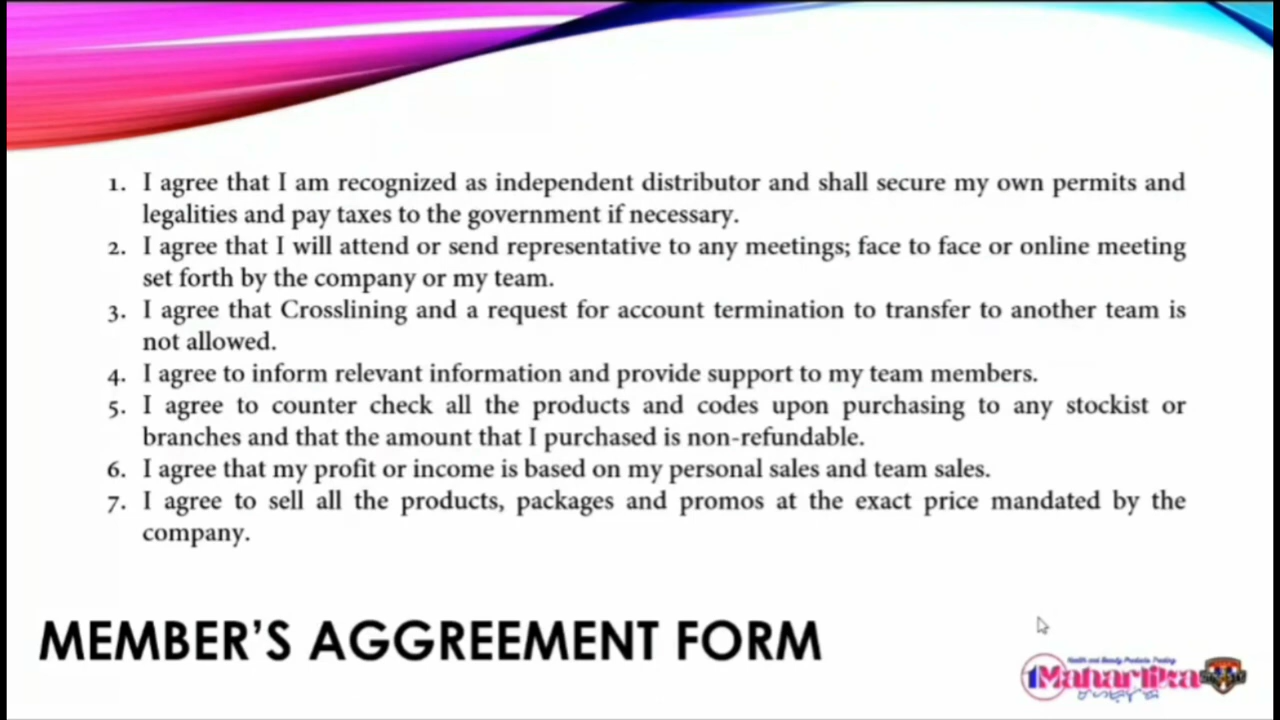 1. I agree that I am recognized as independent distributor and shall secure my own permits and
legalities and pay taxes to the government if necessary.
2. I agree that I will attend or send representative to any meetings; face to face or online meeting
set forth by the company or my team.
3. I agree that Crosslining and a request for account termination to transfer to another team is
not allowed.
4. I agree to inform relevant information and provide support to my team members.
5. I agree to counter check all the products and codes upon purchasing to any stockist or
branches and that the amount that I purchased is non-refundable.
6. I agree that my profit or income is based on my personal sales and team sales.
7. I agree to sell all the products, packages and promos at the exact price mandated by the
company.
MEMBER'S AGGREEMENT FORM
Health and Beauty Products Trading
1Maharlika